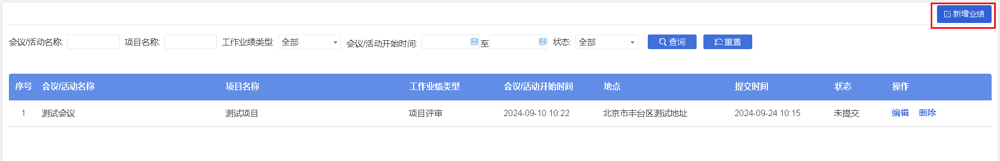 新增业绩
会议/活动名称: 项目名称: 工作业绩类型: 全部 会议/活动开始时间: 至 状态: 全部 查询 重置
序号 会议/活动名称 项目名称 工作业绩类型 会议/活动开始时间 地点 提交时间 状态 操作
1 测试会议 测试项目 项目评审 2024-09-10 10:22 北京市丰台区测试地址 2024-09-24 10:15 未提交 编辑 删除